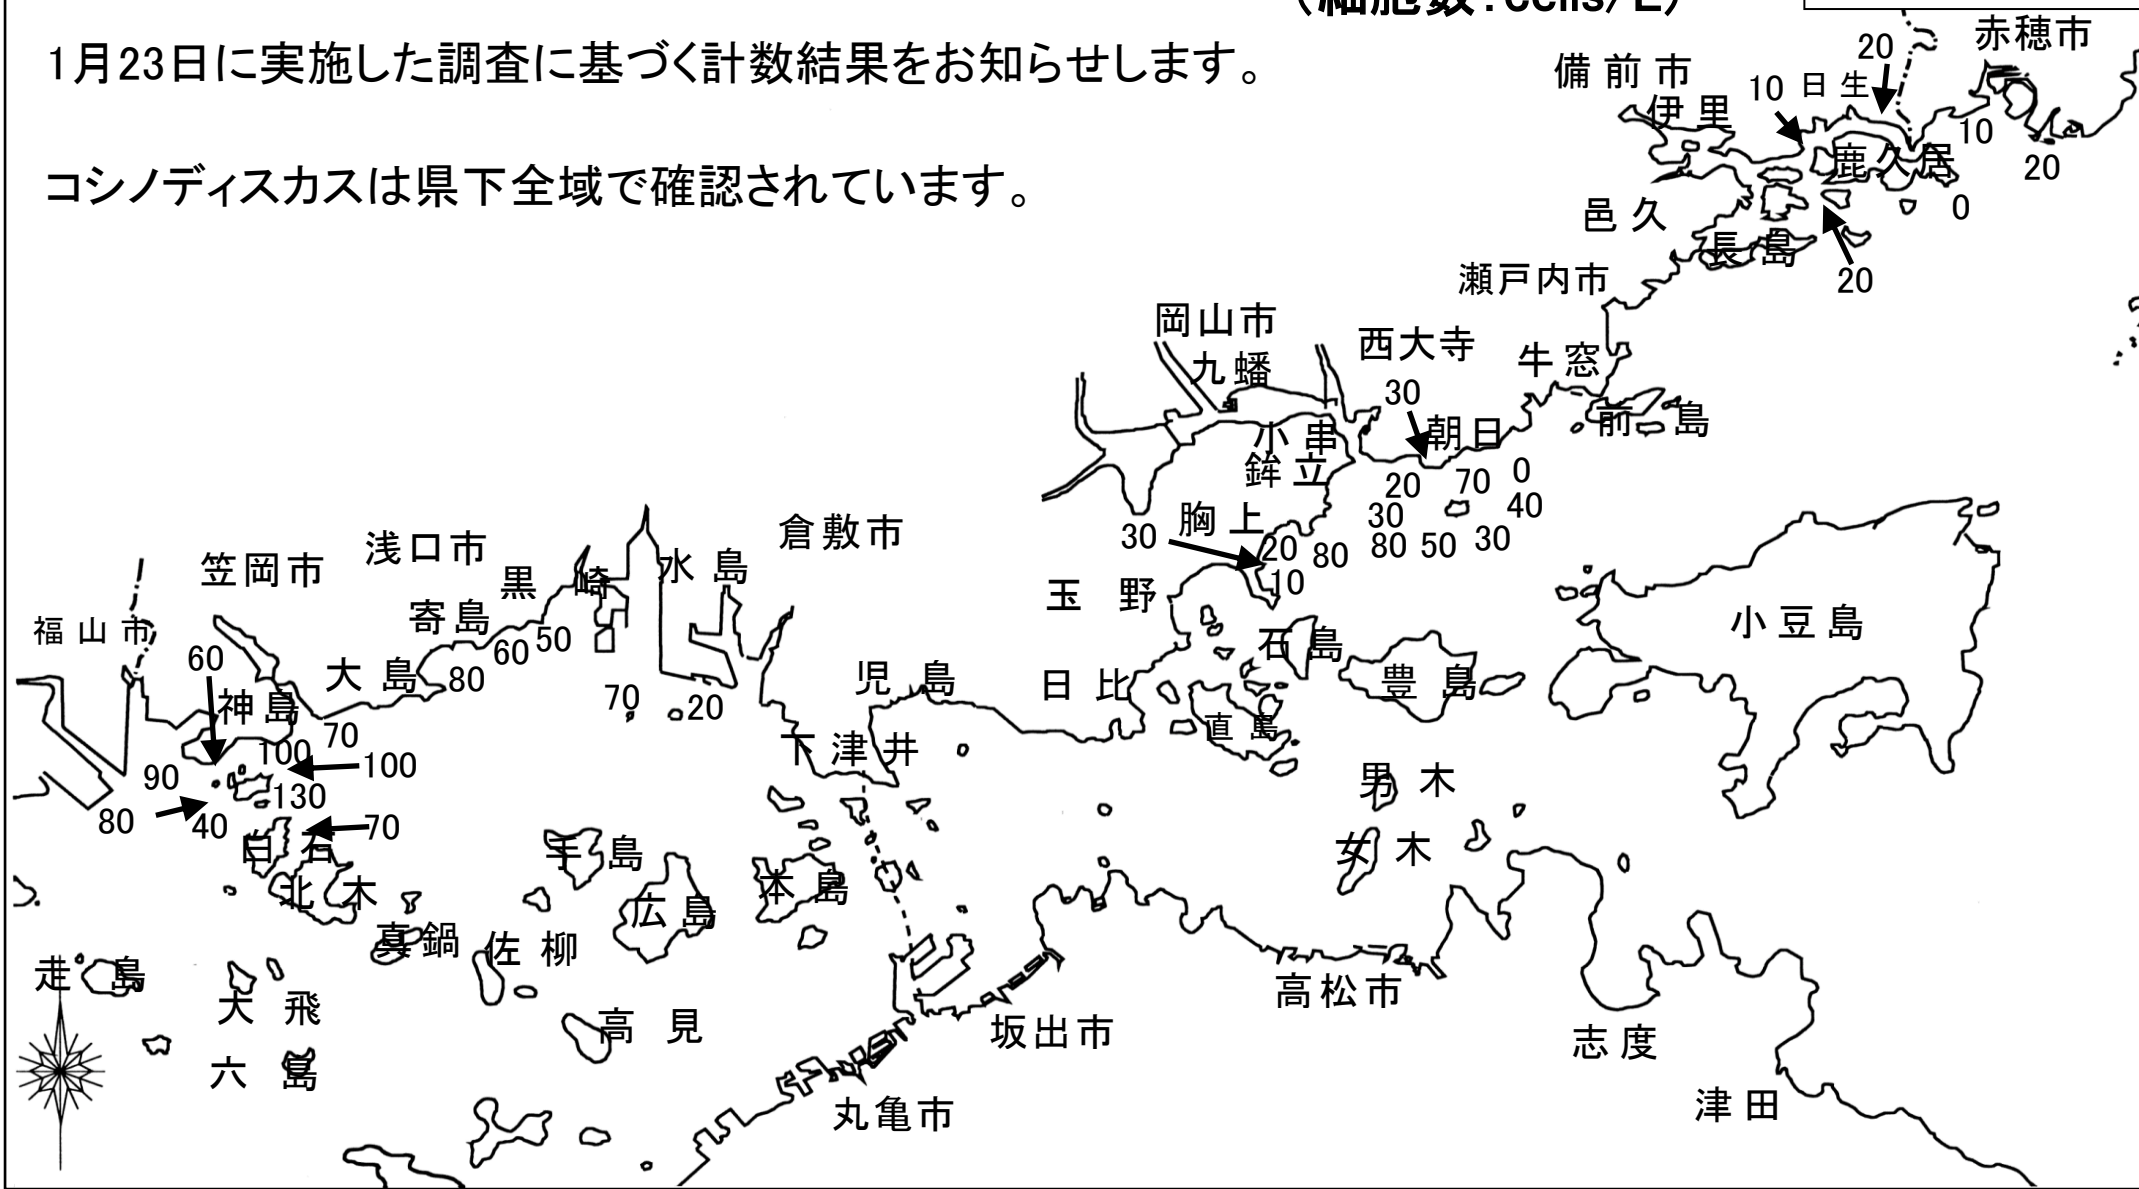 (細胞数:cells/L)
1月23日に実施した調査に基づく計数結果をお知らせします。
コシノディスカスは県下全域で確認されています。
赤穂市
20
備前市
10 日生
伊里
10
鹿久居
20
0
邑久
長島
20
瀬戸内市
岡山市
九蟠
西大寺
牛窓
30
朝日
前島
小串
鉾立
20 70 0
30 40
胸上
30
20 80 80 50 30
10
倉敷市
水島
黒崎
浅口市
笠岡市
福山市
寄島
60 50
80
大島
60
神島
70
70 20
児島
玉野
日比
石島
豊島
直島
小豆島
下津井
100
100
90
130
80 40
70
白石
北木
真鍋
手島
広島
本島
佐柳
男木
女木
走島
大飛
六島
高見
丸亀市
坂出市
高松市
志度
津田